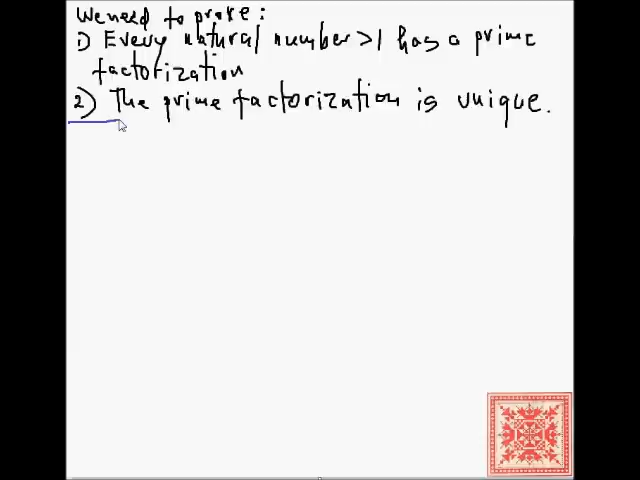 We need to prove:
1) Every natural number >1 has a prime
factorization
2) The prime factorization is unique.